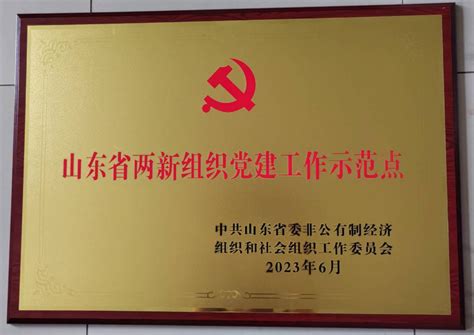 山东省两新组织党建工作示范点
中共山东省委非公有制经济
组织和社会组织工作委员会
2023年6月